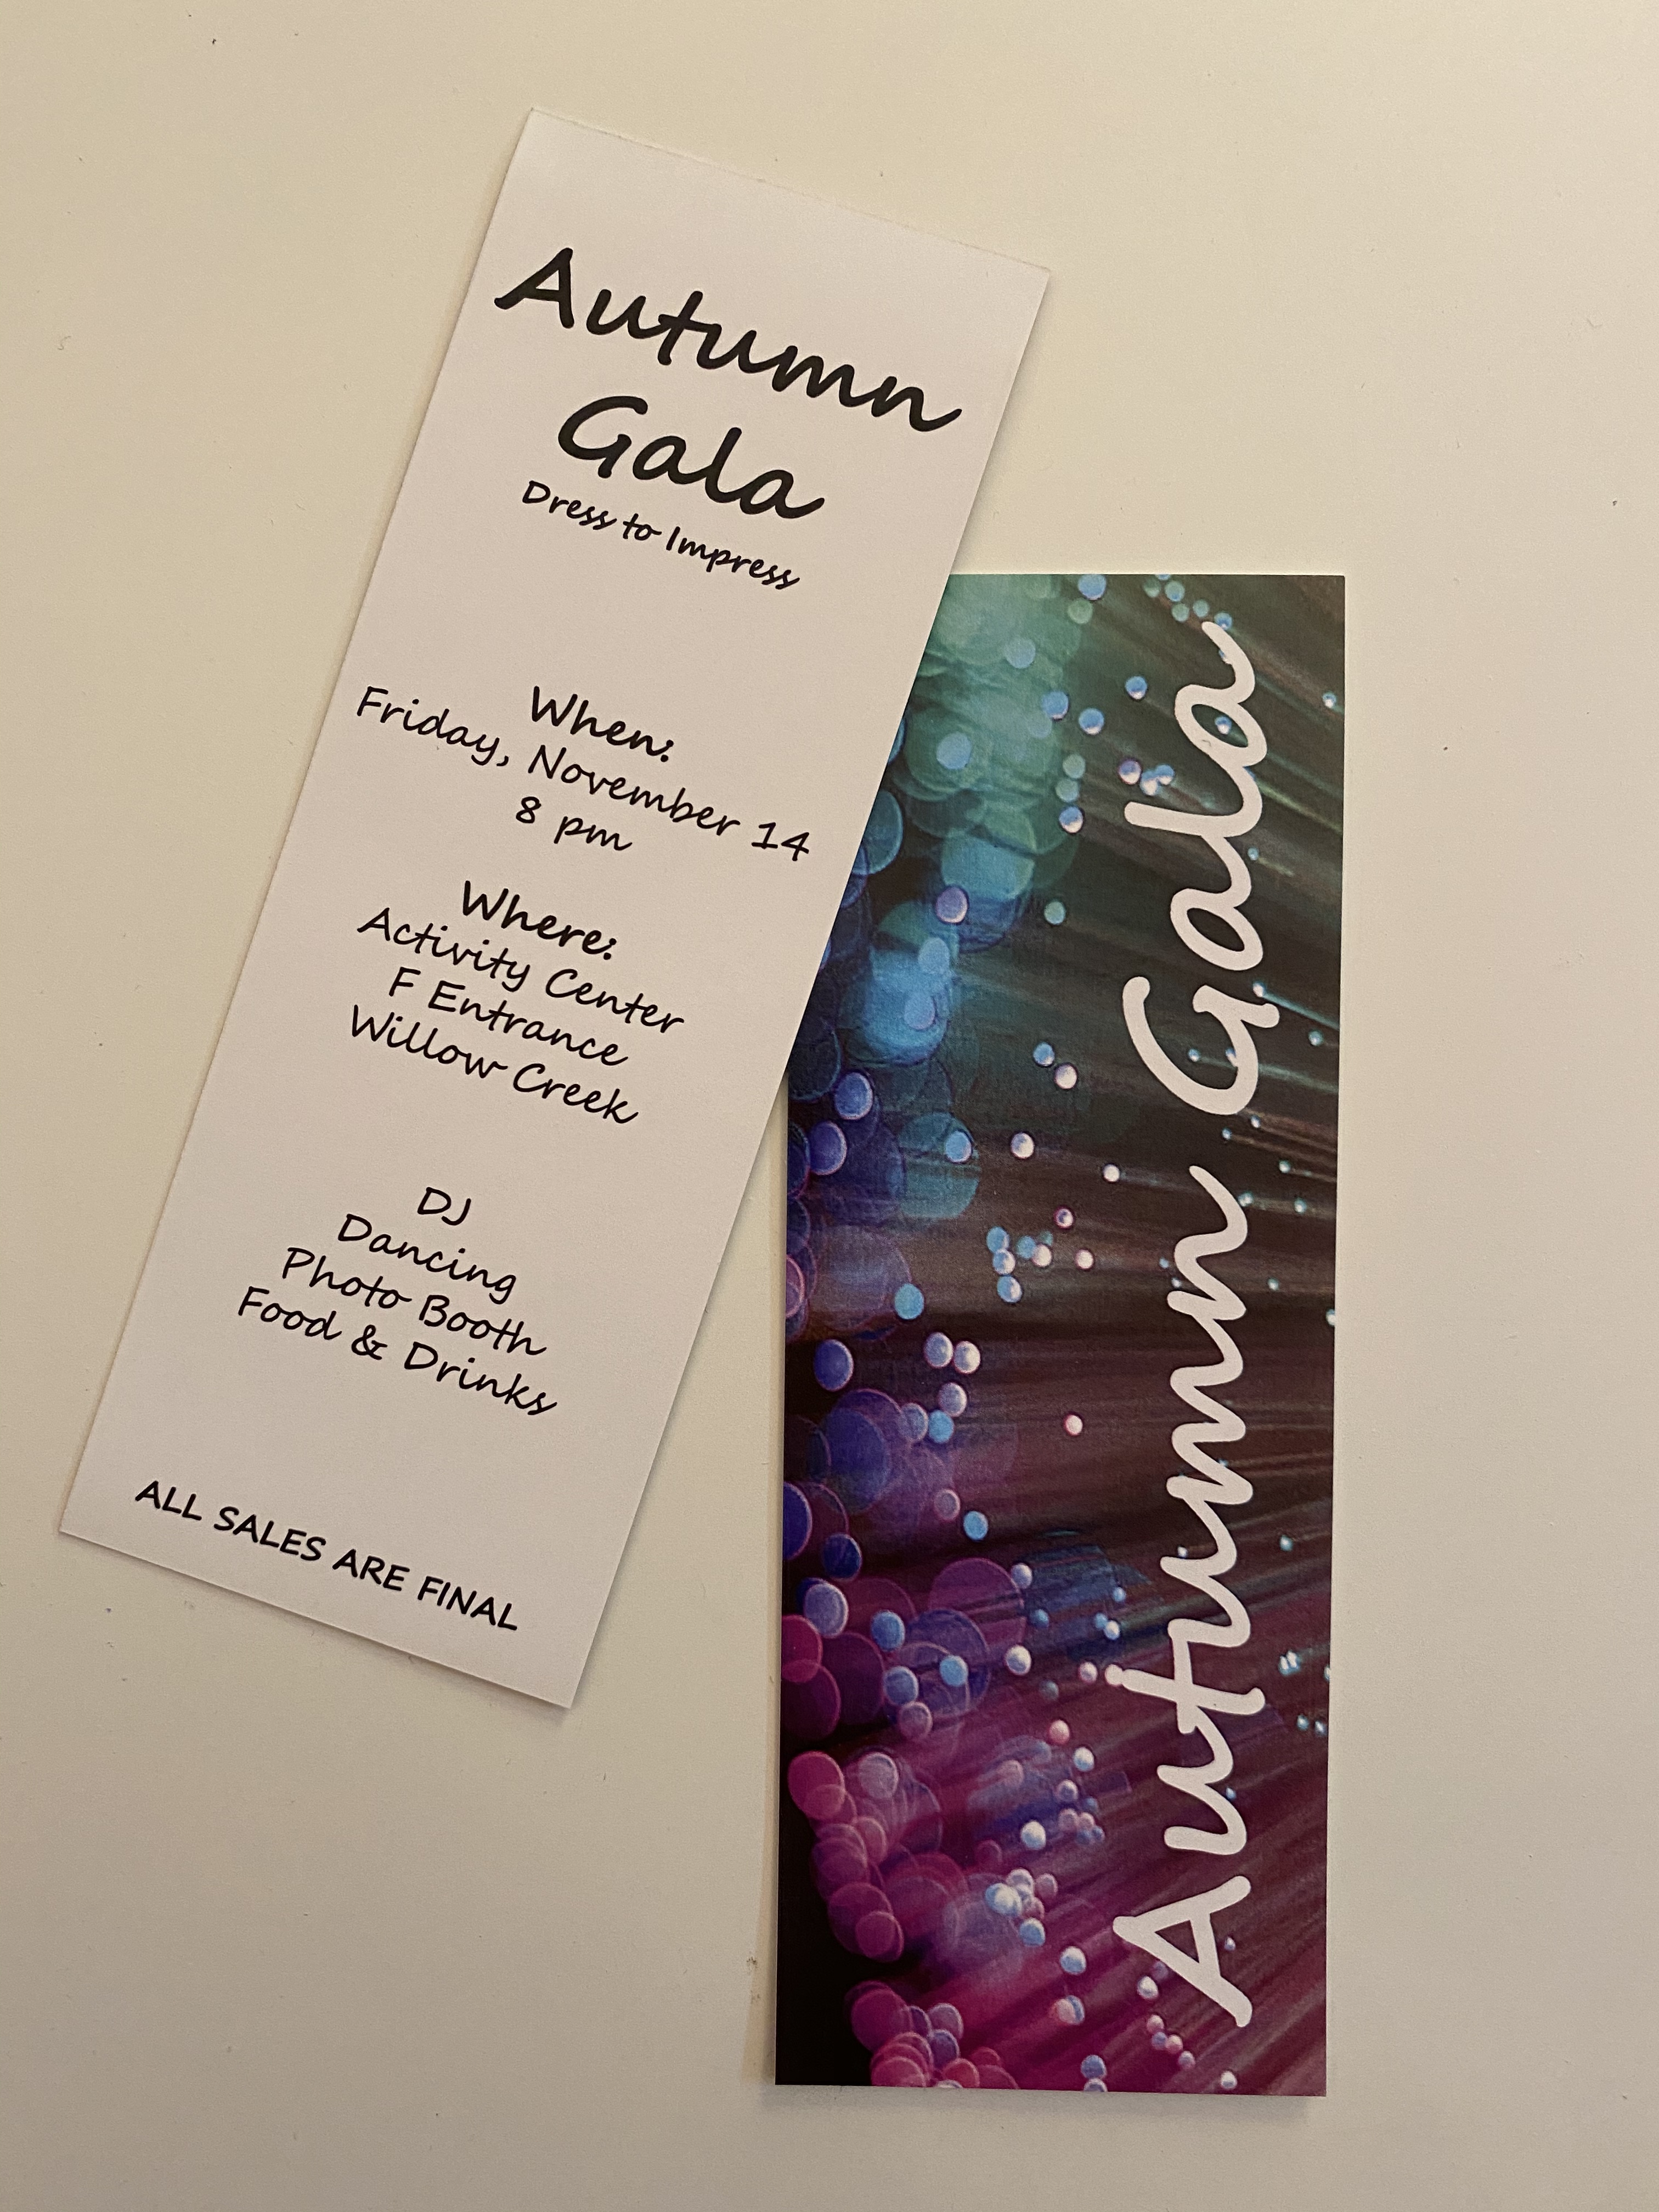 Autumn
Gala
Dress to Impress
When:
Friday, November 14
8 pm
Where:
Activity Center
F Entrance
Willow Creek
DJ
Dancing
Photo Booth
Food & Drinks
ALL SALES ARE FINAL
Autumn Gala